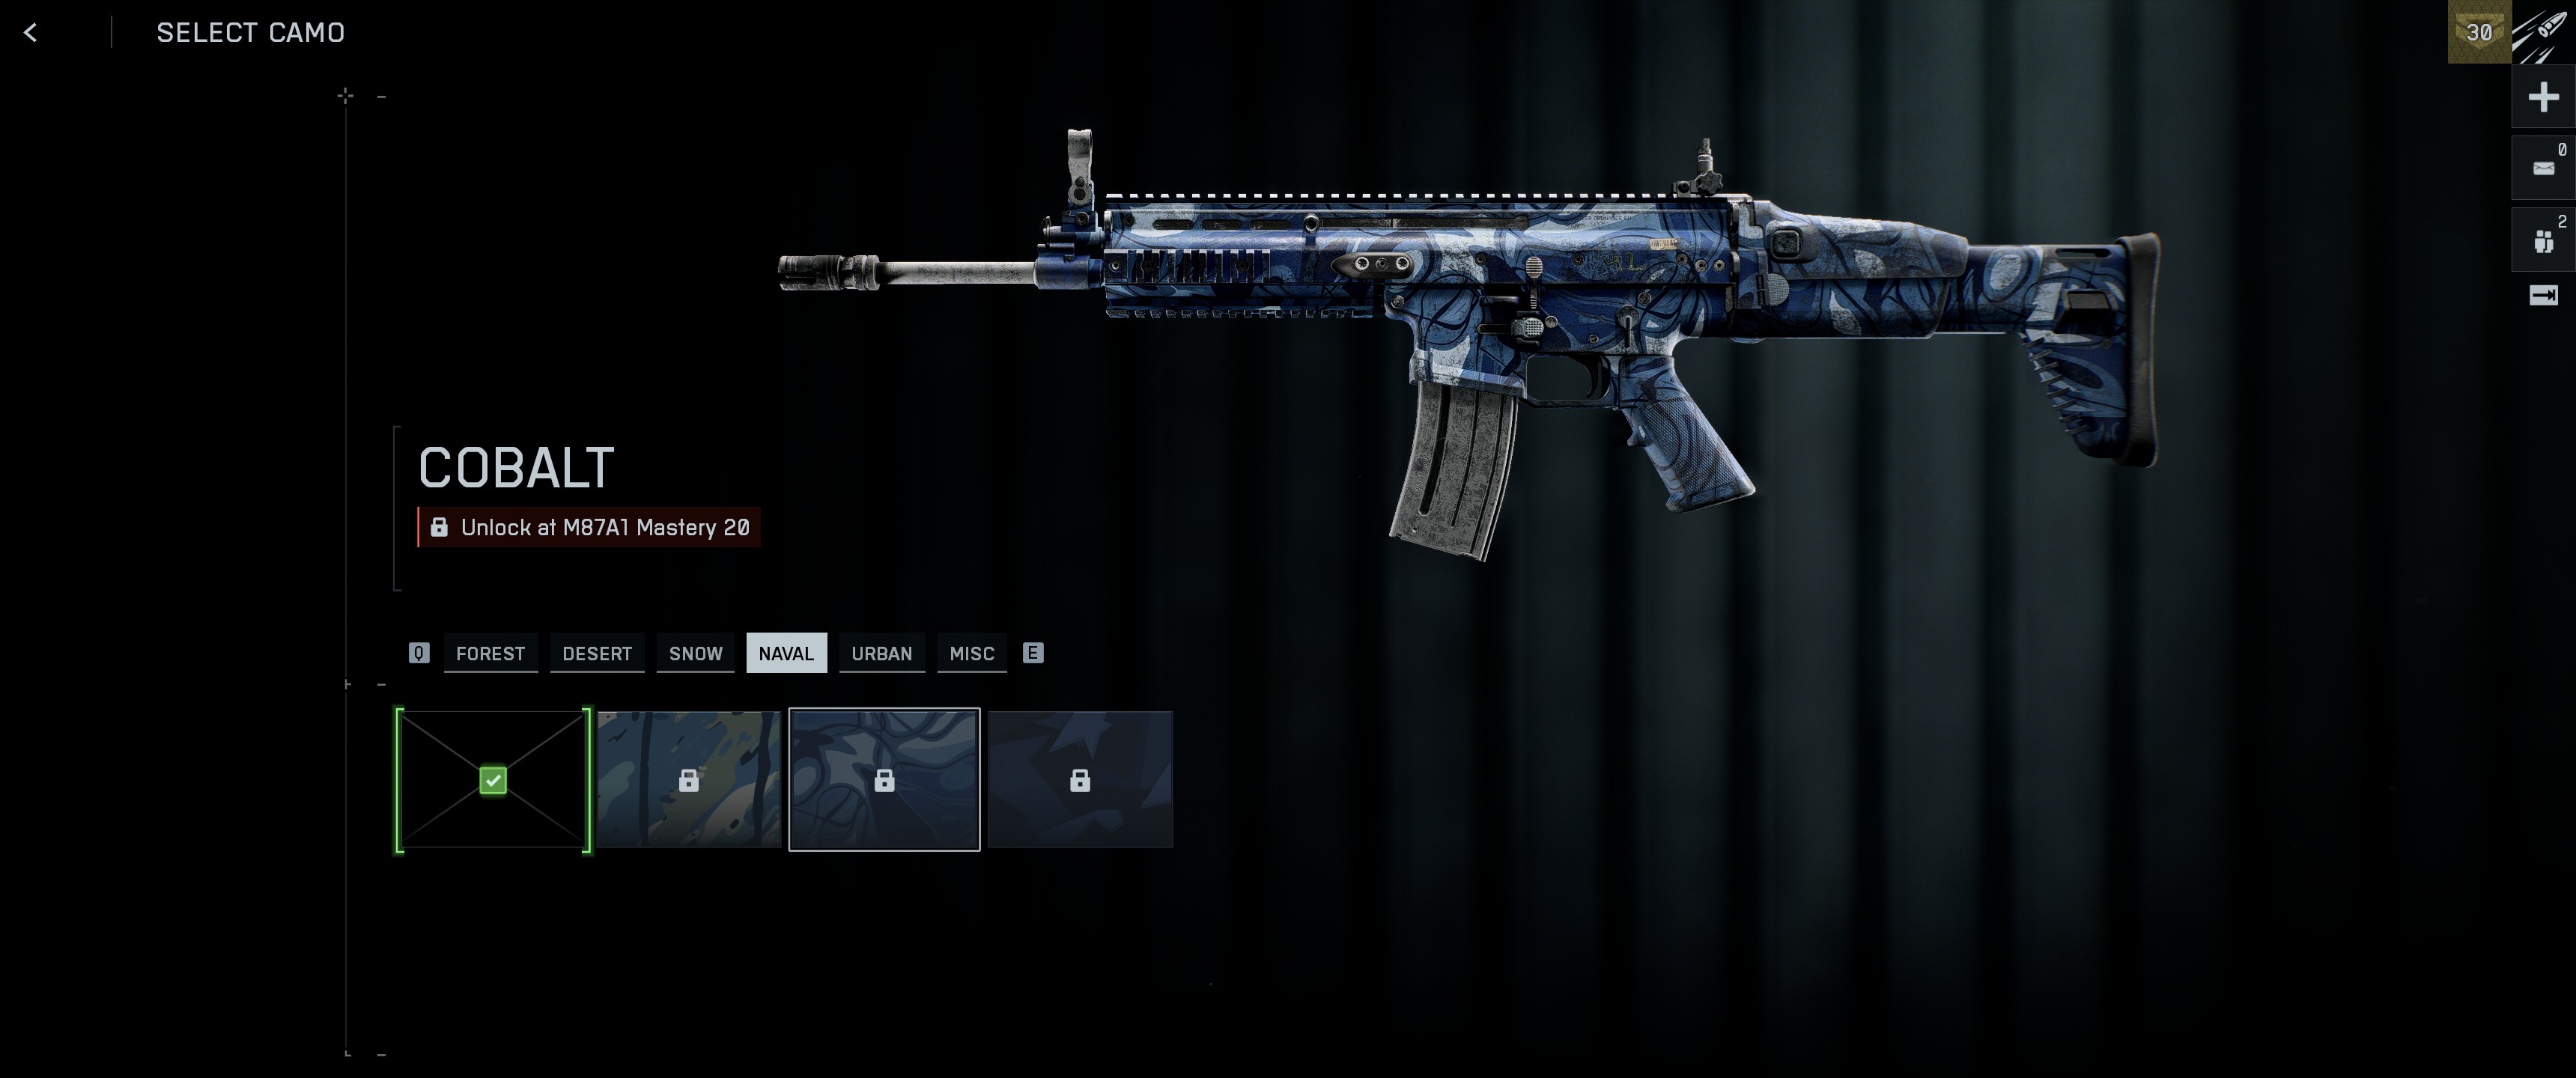 SELECT CAMO
30
0
2
COBALT
Unlock at M87A1 Mastery 20
Q FOREST DESERT SNOW NAVAL URBAN MISC E